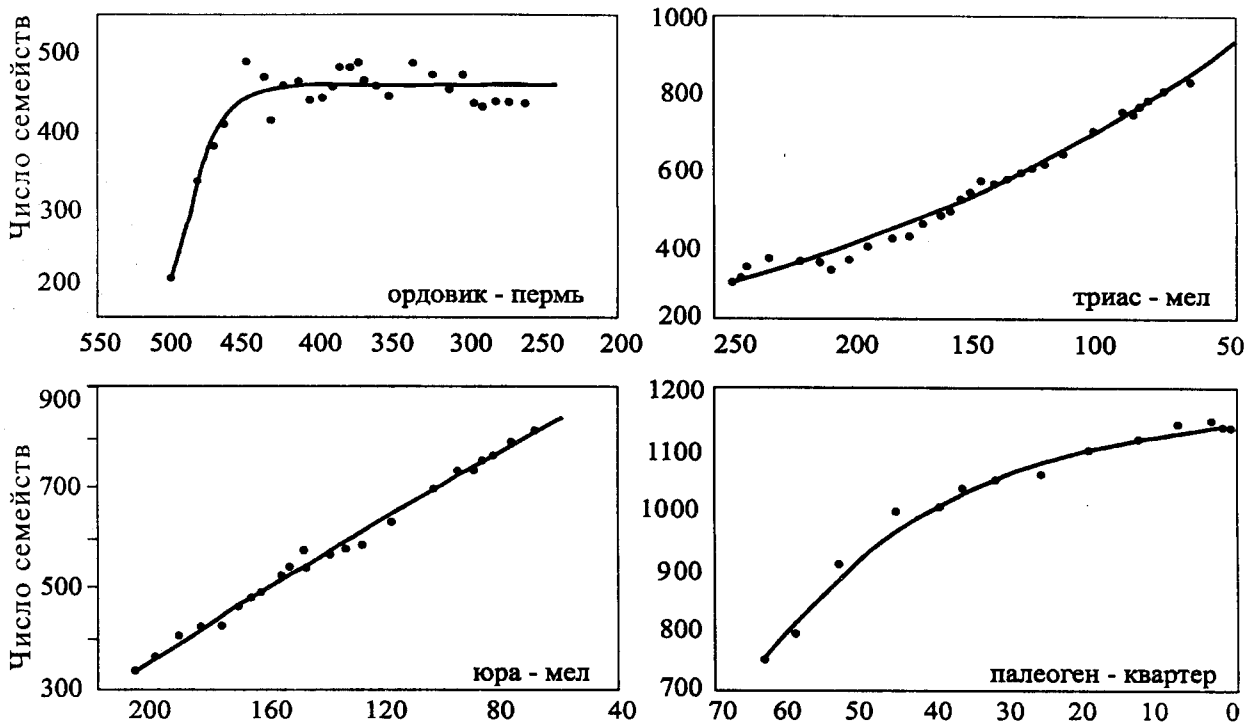 Число семейств
500
400
300
200
ордовик - пермь
550 500 450 400 350 300 250 200
1000
800
600
400
200
триас - мел
250 200 150 100 50
Число семейств
900
700
500
300
юра - мел
200 160 120 80 40
1200
1100
1000
900
800
700
палеоген - квартер
70 60 50 40 30 20 10 0